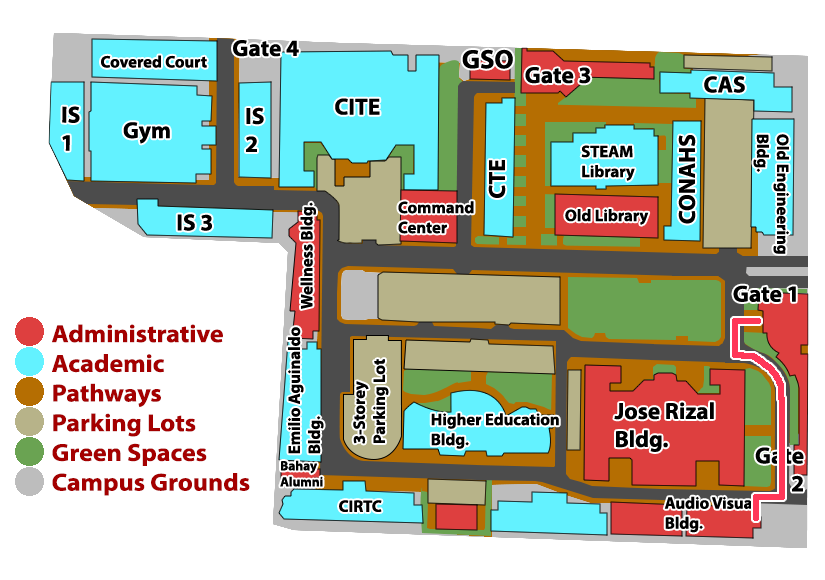 Gate 4
GSO
Covered Court
Gate 3
CAS
IS
1
Gym
IS
2
CITE
CTE
STEAM
Library
CONAHS
Old Engineering
Bldg.
Old Library
Command
Center
IS 3
Wellness Bldg.
Gate 1
Administrative
Academic
Pathways
Parking Lots
Green Spaces
Campus Grounds
Emilio Aguinaldo
Bldg.
3-Storey
Parking Lot
Higher Education
Bldg.
Jose Rizal
Bldg.
Gate
2
Bahay
Alumni
CIRTC
Audio Visua
Bldg.